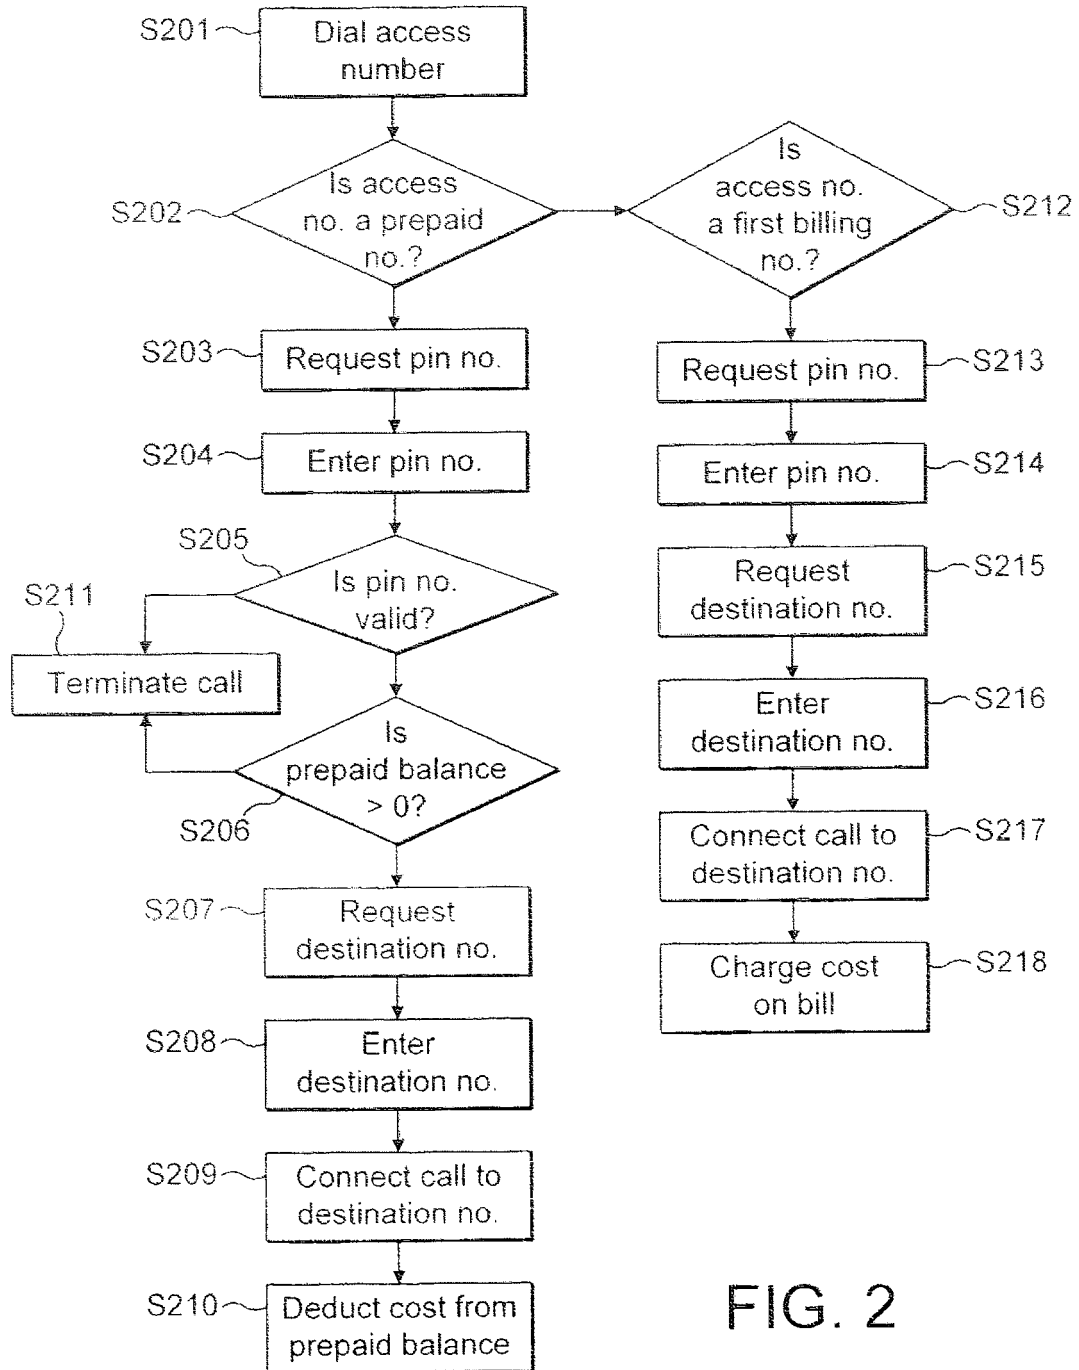 S201
Dial access
number
S202
Is access
no. a prepaid
no.?
S203
Request pin no.
S204
Enter pin no.
S205
Is pin no.
valid?
S211
Terminate call
Is
prepaid balance
> 0?
S206
S207
Request
destination no.
S208
Enter
destination no.
S209
Connect call to
destination no.
S210
Deduct cost from
prepaid balance
Is
access no.
a first billing
no.?
S212
Request pin no.
S213
Enter pin no.
S214
Request
destination no.
S215
Enter
destination no.
S216
Connect call to
destination no.
S217
Charge cost
on bill
S218
FIG. 2